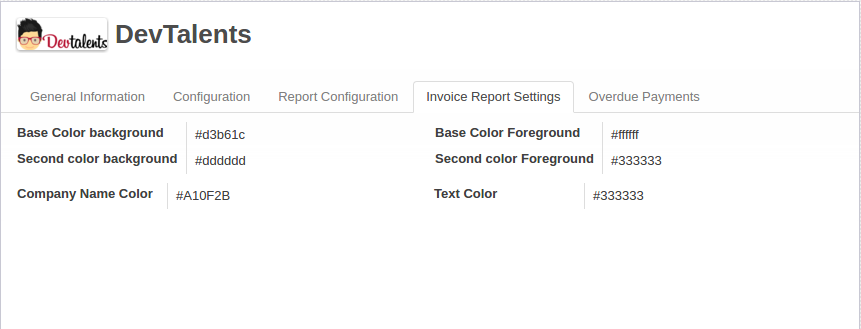 Devtalents DevTalents
General Information Configuration Report Configuration Invoice Report Settings Overdue Payments
Base Color background #d3b61c Base Color Foreground #ffffff
Second color background #dddddd Second color Foreground #333333
Company Name Color #A10F2B Text Color #333333